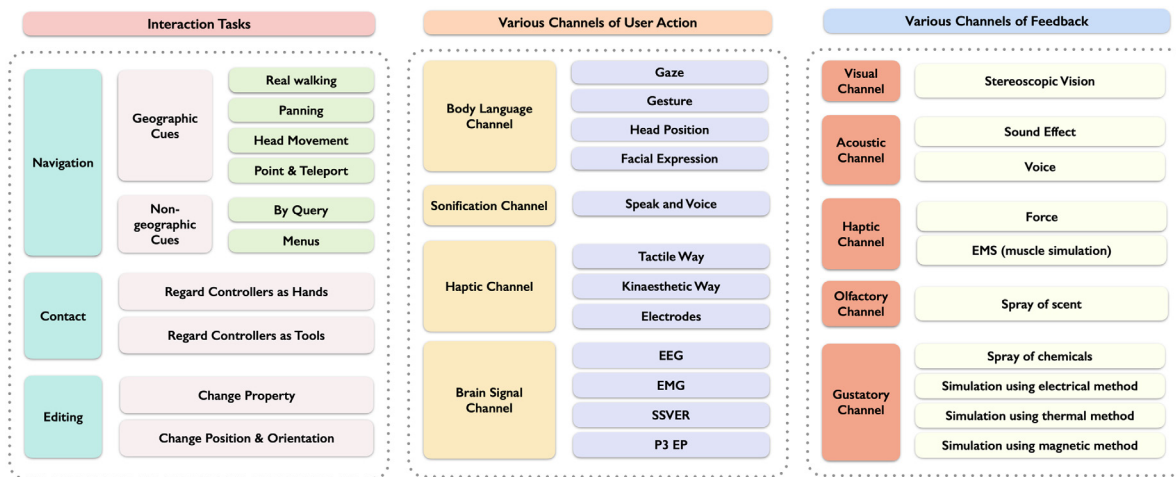 Interaction Tasks
Navigation
Geographic
Cues
Real walking
Panning
Head Movement
Point & Teleport
Non-
geographic
Cues
By Query
Menus
Contact
Regard Controllers as Hands
Regard Controllers as Tools
Editing
Change Property
Change Position & Orientation
Various Channels of User Action
Body Language
Channel
Gaze
Gesture
Head Position
Facial Expression
Sonification Channel
Speak and Voice
Haptic Channel
Tactile Way
Kinaesthetic Way
Electrodes
Brain Signal
Channel
EEG
EMG
SSVER
P3 EP
Various Channels of Feedback
Visual
Channel
Stereoscopic Vision
Acoustic
Channel
Sound Effect
Voice
Haptic
Channel
Force
EMS (muscle simulation)
Olfactory
Channel
Spray of scent
Gustatory
Channel
Spray of chemicals
Simulation using electrical method
Simulation using thermal method
Simulation using magnetic method